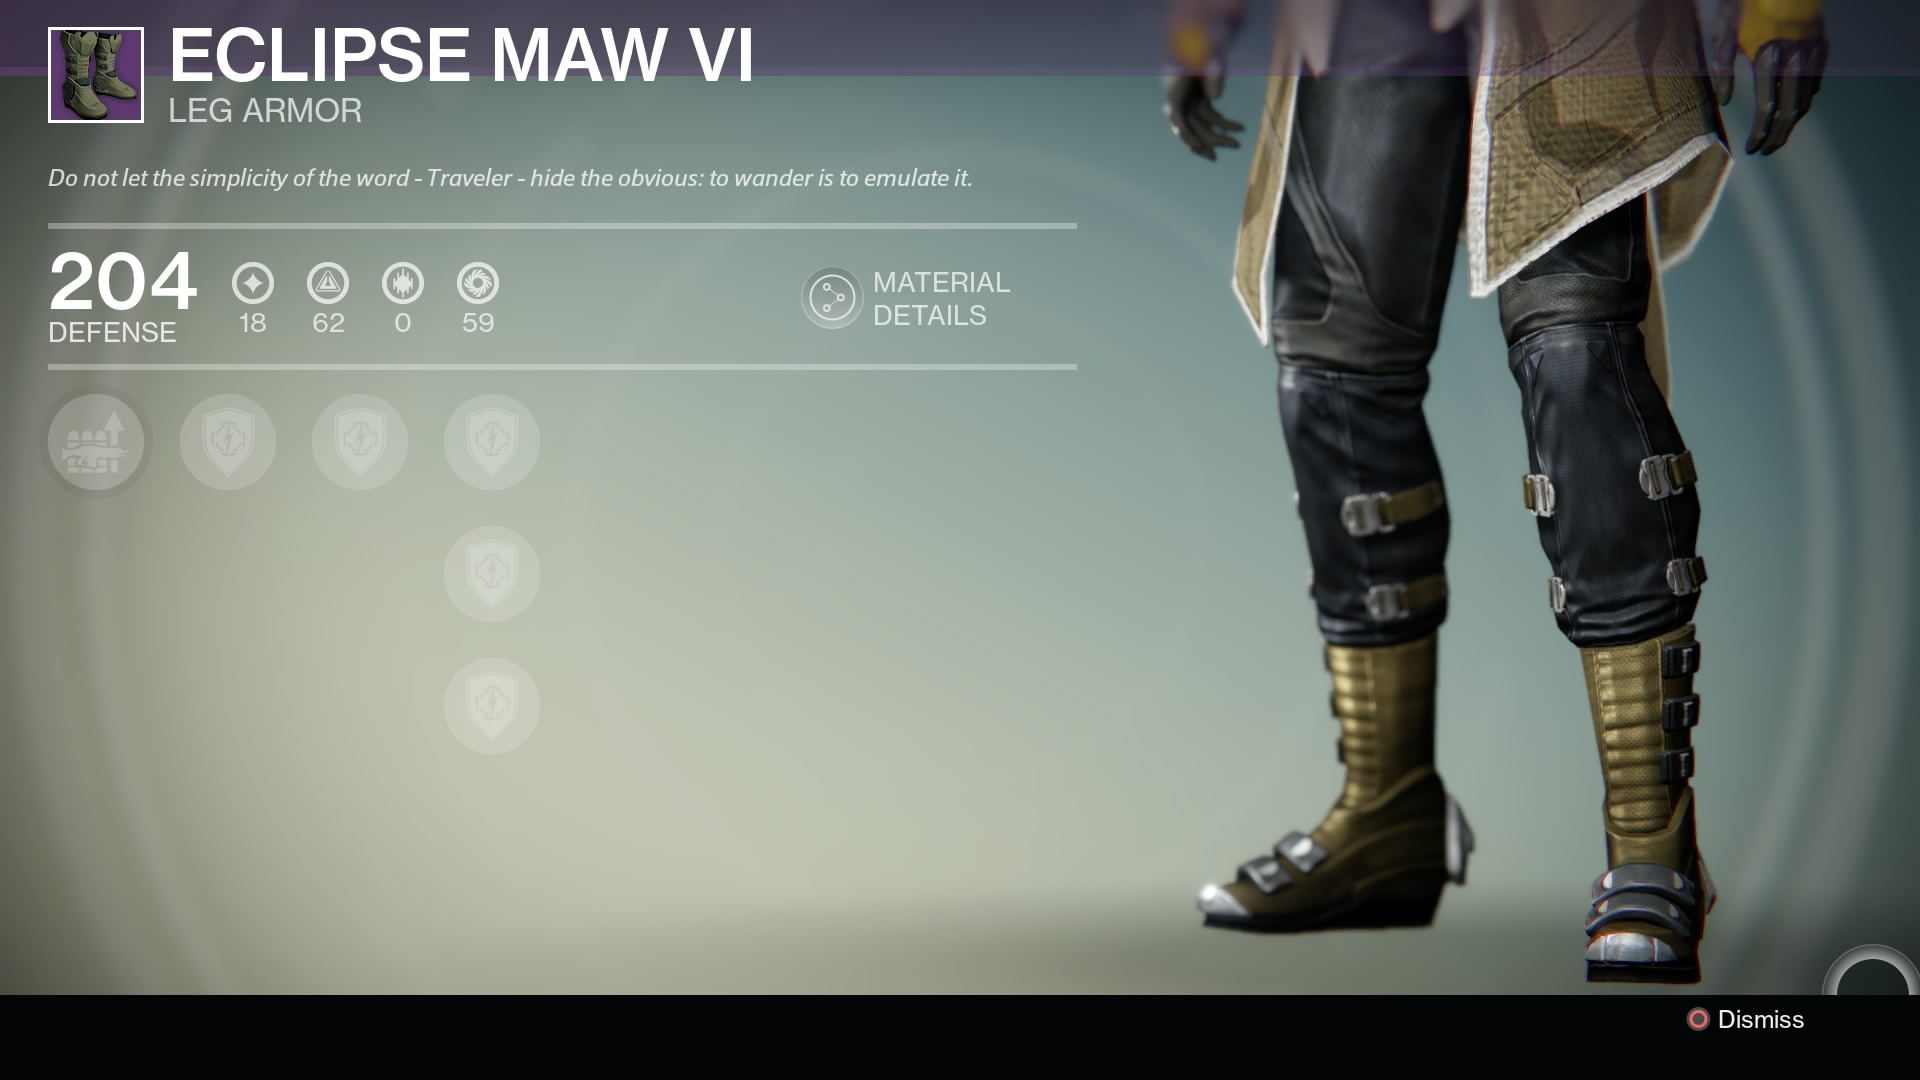 ECLIPSE MAW VI
LEG ARMOR
Do not let the simplicity of the word - Traveler - hide the obvious: to wander is to emulate it.
204
DEFENSE
18 62 0 59
MATERIAL
DETAILS
Dismiss